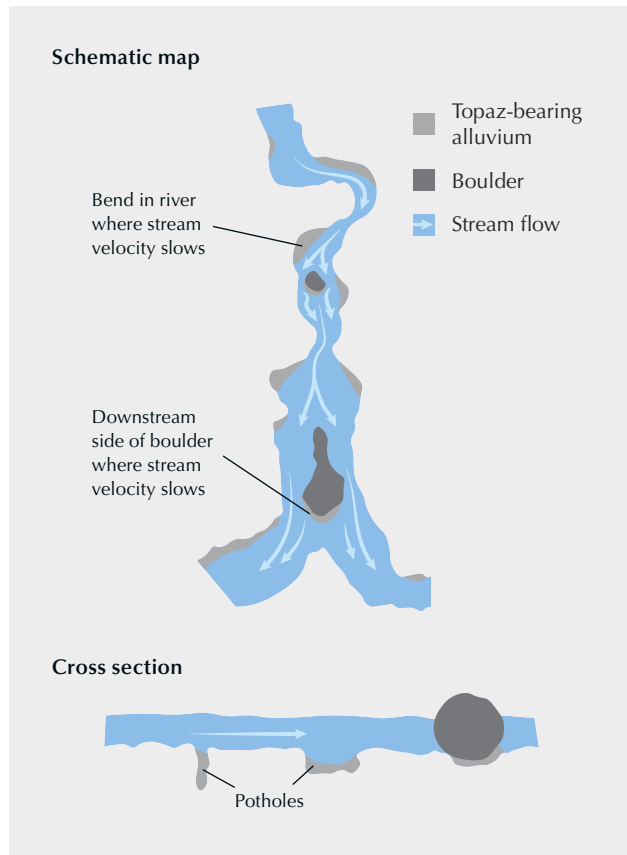 Schematic map
Topaz-bearing
alluvium
Boulder
Stream flow
Bend in river
where stream
velocity slows
Downstream
side of boulder
where stream
velocity slows
Cross section
Potholes